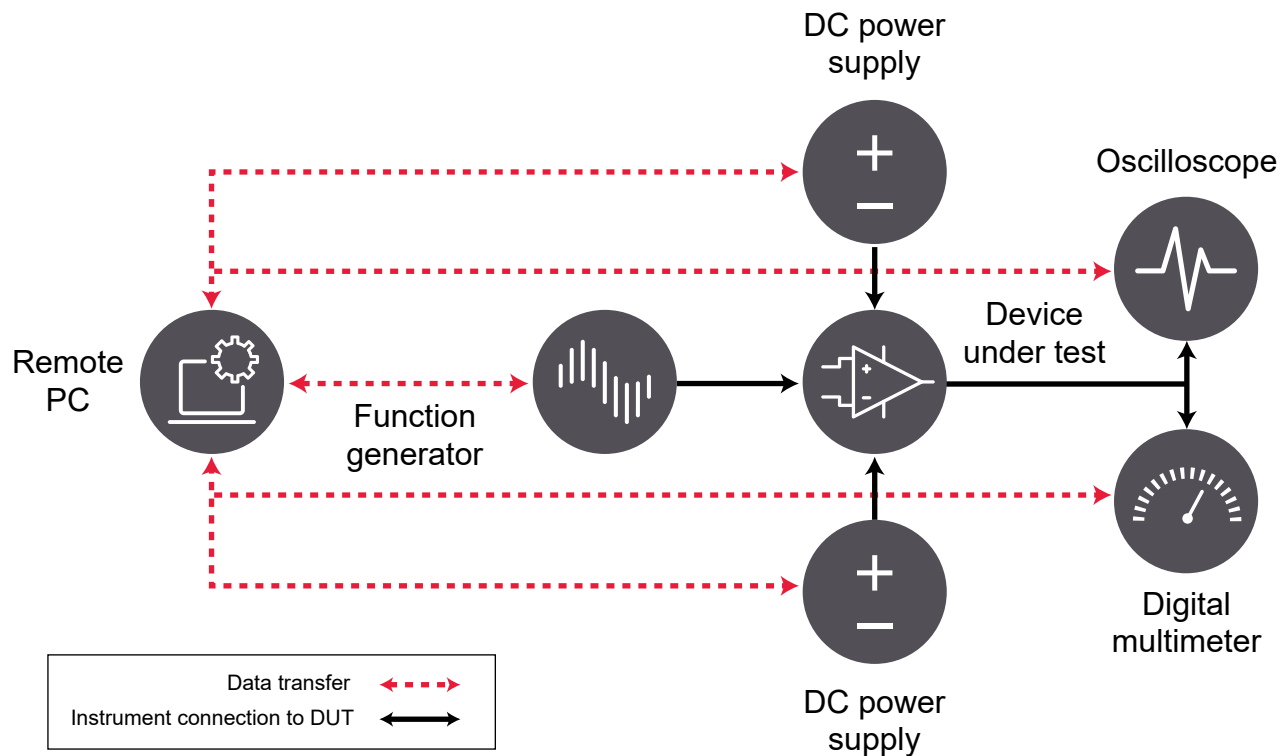 DC power
supply
Oscilloscope
Remote
PC
Function
generator
Device
under test
Digital
multimeter
DC power
supply
Data transfer
Instrument connection to DUT